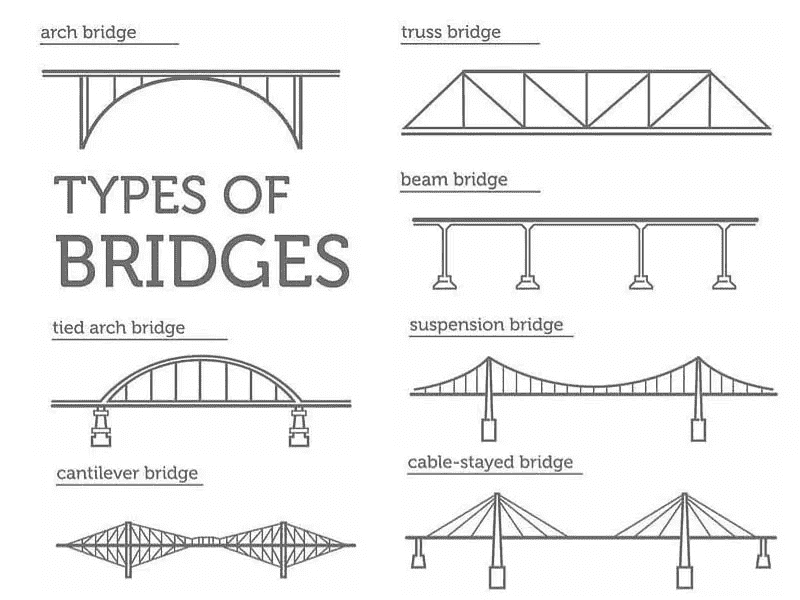 arch bridge
truss bridge
TYPES OF
BRIDGES
beam bridge
tied arch bridge
suspension bridge
cantilever bridge
cable-stayed bridge